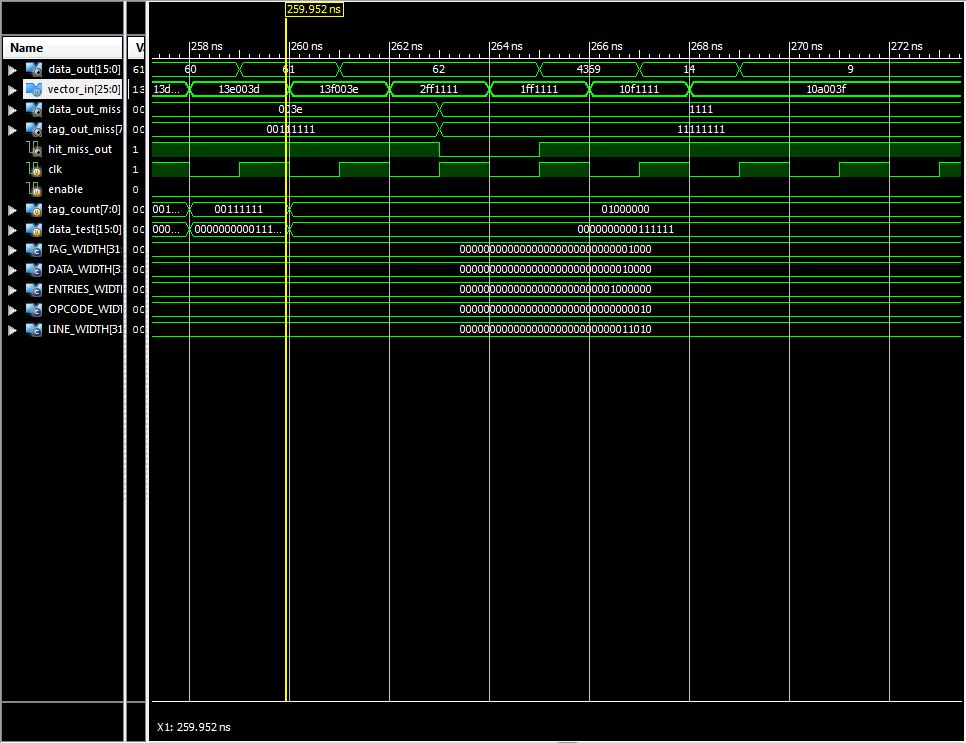 259.952 ns
Name V
258 ns 260 ns 262 ns 264 ns 266 ns 268 ns 270 ns 272 ns
data_out[15:0] 61 60 61 62 4369 14 9
vector_in[25:0] 13 13d... 13e003d 13f003e 2ff1111 1ff1111 10f1111 10a003f
data_out_miss 00 003e 1111
tag_out_miss[7 00 00111111 11111111
hit_miss_out 1
clk 1
enable 0
tag_count[7:0] 00 001... 00111111 01000000
data_test[15:0] 00 000... 0000000000111... 0000000000111111
TAG_WIDTH[31: 00 00000000000000000000000000001000
DATA_WIDTH[3 00 00000000000000000000000000010000
ENTRIES_WIDTH 00 00000000000000000000000001000000
OPCODE_WIDT 00 00000000000000000000000000000010
LINE_WIDTH[31 00 00000000000000000000000000011010
X1: 259.952 ns